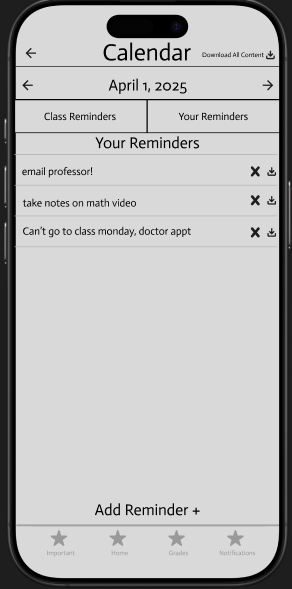 Calendar
Download All Content
April 1, 2025
Class Reminders
Your Reminders
Your Reminders
email professor!
take notes on math video
Can't go to class monday, doctor appt
Add Reminder +
Important
Home
Grades
Notifications